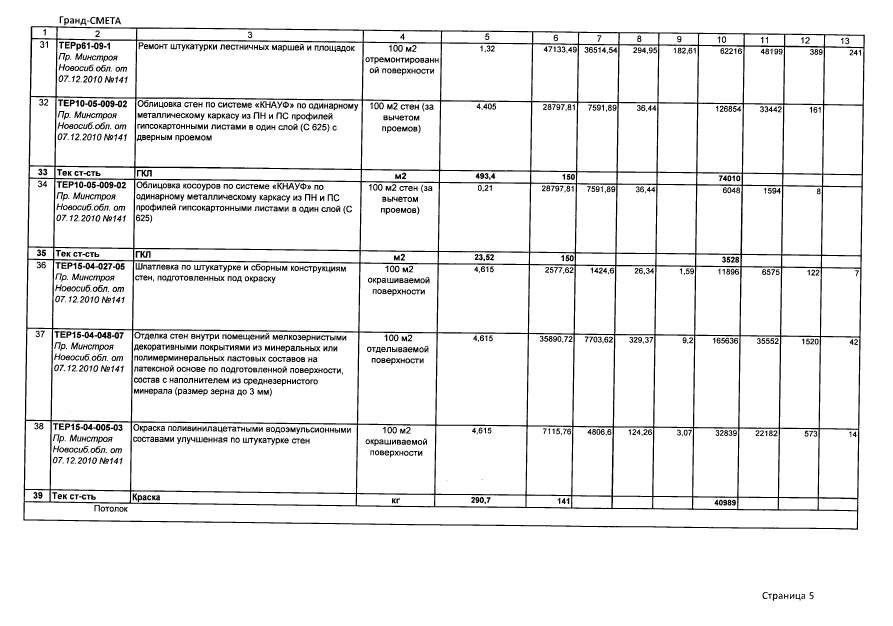 Гранд-СМЕТА
1 2 3 4 5 6 7 8 9 10 11 12 13
31 ТЕРр61-09-1 Ремонт штукатурки лестничных маршей и площадок 100 м2 1,32 47133,49 36514,54 294,95 182,61 62216 48199 389 241
Пр. Минстроя отремонтированн
Новосиб.обл. от ой поверхности
07.12.2010 №141
32 ТЕР10-05-009-02 Облицовка стен по системе «КНАУФ» по одинарному 100 м2 стен (за 4,405 28797,81 7591,89 36,44 126854 33442 161
Пр. Минстроя металлическому каркасу из ПН и ПС профилей вычетом
Новосиб.обл. от гипсокартонными листами в один слой (С 625) с проемов)
07.12.2010 №141 дверным проемом
33 Тек ст-сть ГКЛ м2 493,4 150 74010
34 ТЕР10-05-009-02 Облицовка косоуров по системе «КНАУФ» по 100 м2 стен (за 0,21 28797,81 7591,89 36,44 6048 1594 8
Пр. Минстроя одинарному металлическому каркасу из ПН и ПС вычетом
Новосиб.обл. от профилей гипсокартонными листами в один слой (С проемов)
07.12.2010 №141 625)
35 Тек ст-сть ГКЛ м2 23,52 150 3528
36 ТЕР15-04-027-05 Шпатлевка по штукатурке и сборным конструкциям 100 м2 4,615 2577,62 1424,6 26,34 1,59 11896 6575 122 7
Пр. Минстроя стен, подготовленных под окраску окрашиваемой
Новосиб.обл. от поверхности
07.12.2010 №141
37 ТЕР15-04-048-07 Отделка стен внутри помещений мелкозернистыми 100 м2 4,615 35890,72 7703,62 329,37 9,2 165636 35552 1520 42
Пр. Минстроя декоративными покрытиями из минеральных или отделываемой
Новосиб.обл. от полимерминеральных пастовых составов на поверхности
07.12.2010 №141 латексной основе по подготовленной поверхности,
состав с наполнителем из среднезернистого
минерала (размер зерна до 3 мм)
38 ТЕР15-04-005-03 Окраска поливинилацетатными водоэмульсионными 100 м2 4,615 7115,76 4806,6 124,26 3,07 32839 22182 573 14
Пр. Минстроя составами улучшенная по штукатурке стен окрашиваемой
Новосиб.обл. от поверхности
07.12.2010 №141
39 Тек ст-сть Краска кг 290,7 141 40989
Потолок
Страница 5